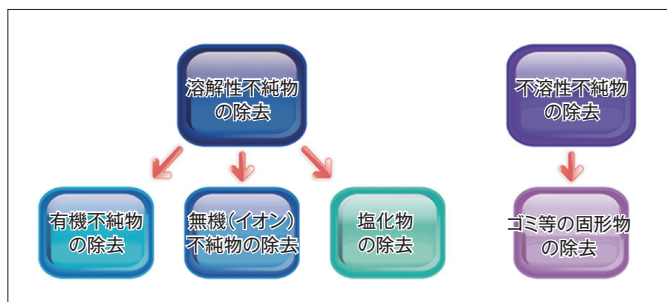 溶解性不純物
の除去
不溶性不純物
の除去
有機不純物
の除去
無機(イオン)
不純物の除去
塩化物
の除去
ゴミ等の固形物
の除去